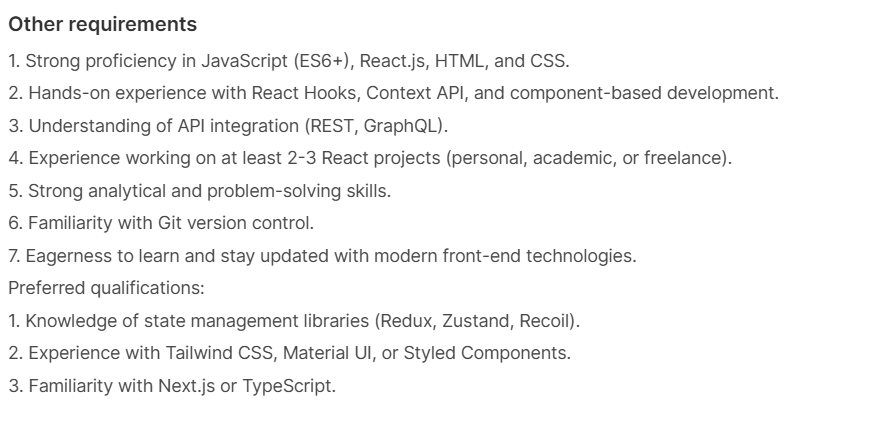 Other requirements
1. Strong proficiency in JavaScript (ES6+), React.js, HTML, and CSS.
2. Hands-on experience with React Hooks, Context API, and component-based development.
3. Understanding of API integration (REST, GraphQL).
4. Experience working on at least 2-3 React projects (personal, academic, or freelance).
5. Strong analytical and problem-solving skills.
6. Familiarity with Git version control.
7. Eagerness to learn and stay updated with modern front-end technologies.
Preferred qualifications:
1. Knowledge of state management libraries (Redux, Zustand, Recoil).
2. Experience with Tailwind CSS, Material UI, or Styled Components.
3. Familiarity with Next.js or TypeScript.